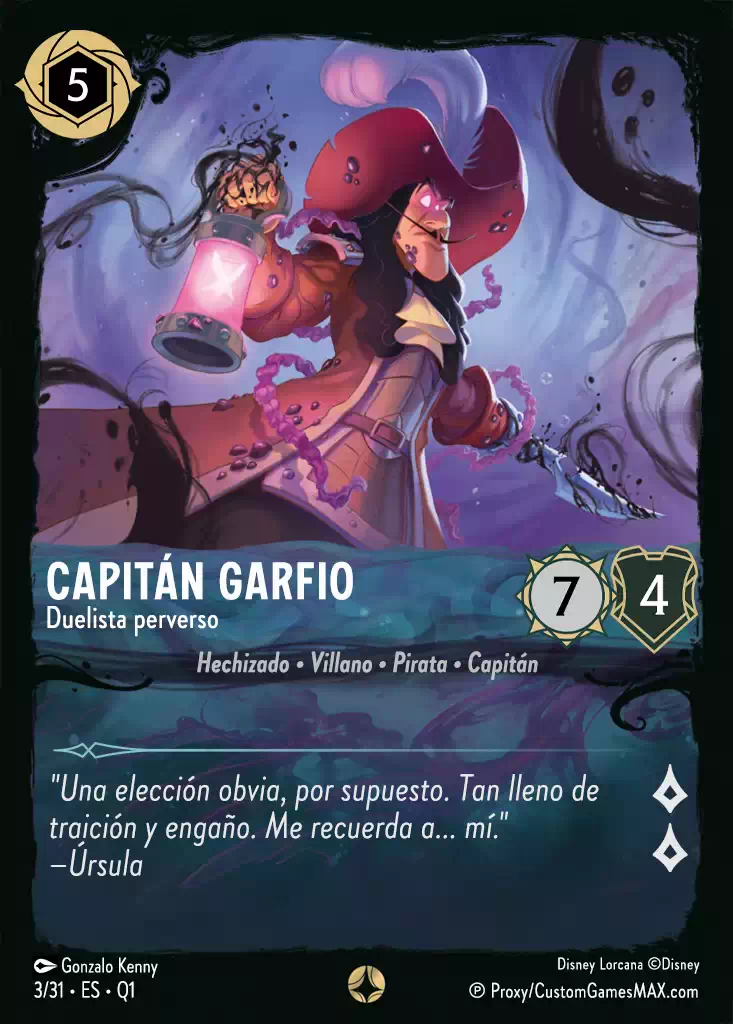 5
CAPITÁN GARFIO
Duelista perverso
7
4
Hechizado • Villano • Pirata • Capitán
"Una elección obvia, por supuesto. Tan lleno de
traición y engaño. Me recuerda a... mí."
—Úrsula
Gonzalo Kenny
Disney Lorcana ©Disney
3/31 • ES • Q1
Ⓟ Proxy/CustomGamesMAX.com